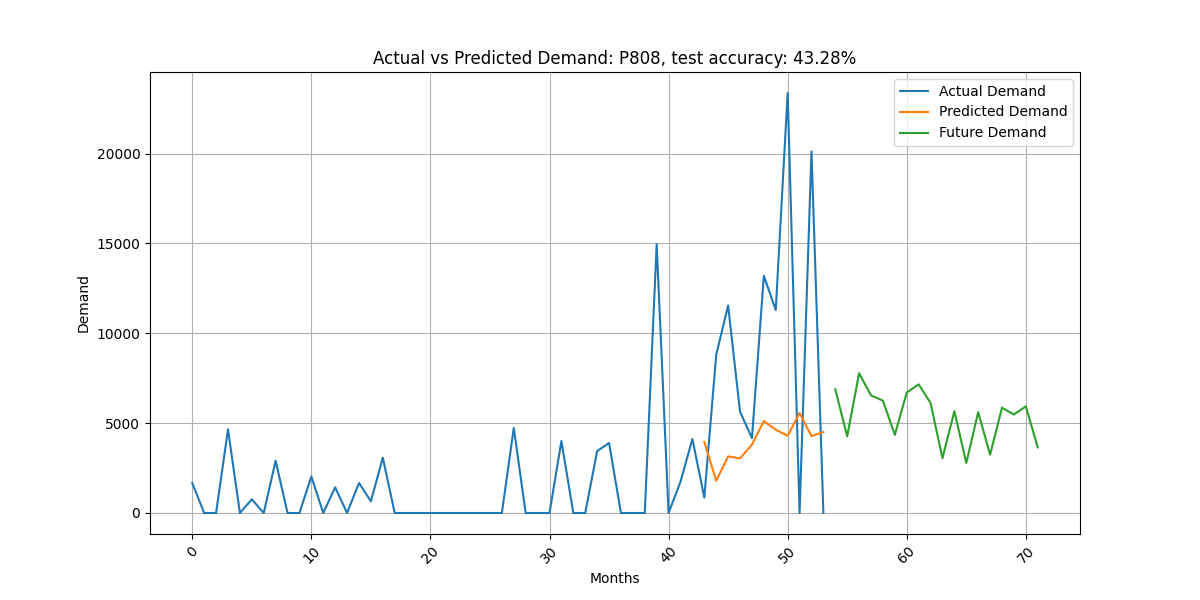 Actual vs Predicted Demand: P808, test accuracy: 43.28%
Actual Demand
Predicted Demand
Future Demand
20000
15000
10000
5000
0
Demand
0
10
20
30
40
50
60
70
Months